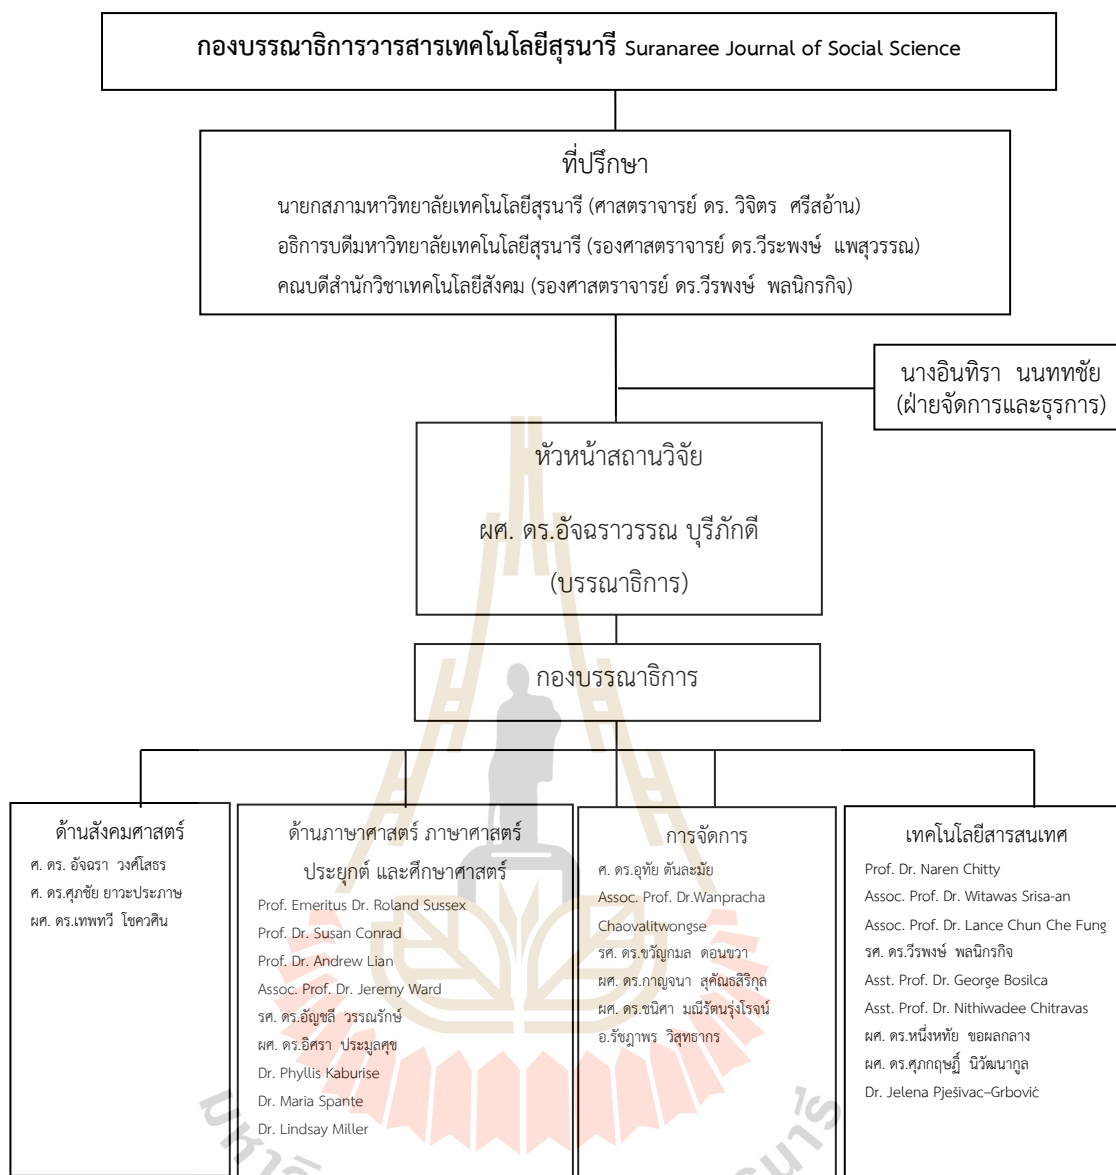 กองบรรณาธิการวารสารเทคโนโลยีสุรนารี Suranaree Journal of Social Science
ที่ปรึกษา
นายกสภามหาวิทยาลัยเทคโนโลยีสุรนารี (ศาสตราจารย์ ดร. วิจิตร ศรีสอ้าน)
อธิการบดีมหาวิทยาลัยเทคโนโลยีสุรนารี (รองศาสตราจารย์ ดร.วีระพงษ์ แพสุวรรณ)
คณบดีสำนักวิชาเทคโนโลยีสังคม (รองศาสตราจารย์ ดร.วีรพงษ์ พลนิกรกิจ)
นางอินทิรา นนททชัย
(ฝ่ายจัดการและธุรการ)
หัวหน้าสถานวิจัย
ผศ. ดร.อัจฉราวรรณ บุรีภักดี
(บรรณาธิการ)
กองบรรณาธิการ
ด้านสังคมศาสตร์
ศ. ดร. อัจฉรา วงศ์โสธร
ศ. ดร.ศุภชัย ยาวะประภาษ
ผศ. ดร.เทพทวี โชควศิน
ด้านภาษาศาสตร์ ภาษาศาสตร์
ประยุกต์ และศึกษาศาสตร์
Prof. Emeritus Dr. Roland Sussex
Prof. Dr. Susan Conrad
Prof. Dr. Andrew Lian
Assoc. Prof. Dr. Jeremy Ward
รศ. ดร.อัญชลี วรรณรักษ์
ผศ. ดร.อิศรา ประมูลศุข
Dr. Phyllis Kaburise
Dr. Maria Spante
Dr. Lindsay Miller
การจัดการ
ศ. ดร.อุทัย ตันละมัย
Assoc. Prof. Dr.Wanpracha
Chaovalitwongse
รศ. ดร.ขวัญกมล ดอนขวา
ผศ. ดร.กาญจนา สุคัณธสิริกุล
ผศ. ดร.ชนิศา มณีรัตนรุ่งโรจน์
อ.รัชฎาพร วิสุทธากร
เทคโนโลยีสารสนเทศ
Prof. Dr. Naren Chitty
Assoc. Prof. Dr. Witawas Srisa-an
Assoc. Prof. Dr. Lance Chun Che Fung
รศ. ดร.วีรพงษ์ พลนิกรกิจ
Asst. Prof. Dr. George Bosilca
Asst. Prof. Dr. Nithiwadee Chitravas
ผศ. ดร.หนึ่งหทัย ขอผลกลาง
ผศ. ดร.ศุภกฤษฏิ์ นิวัฒนากูล
Dr. Jelena Pješivac–Grbović